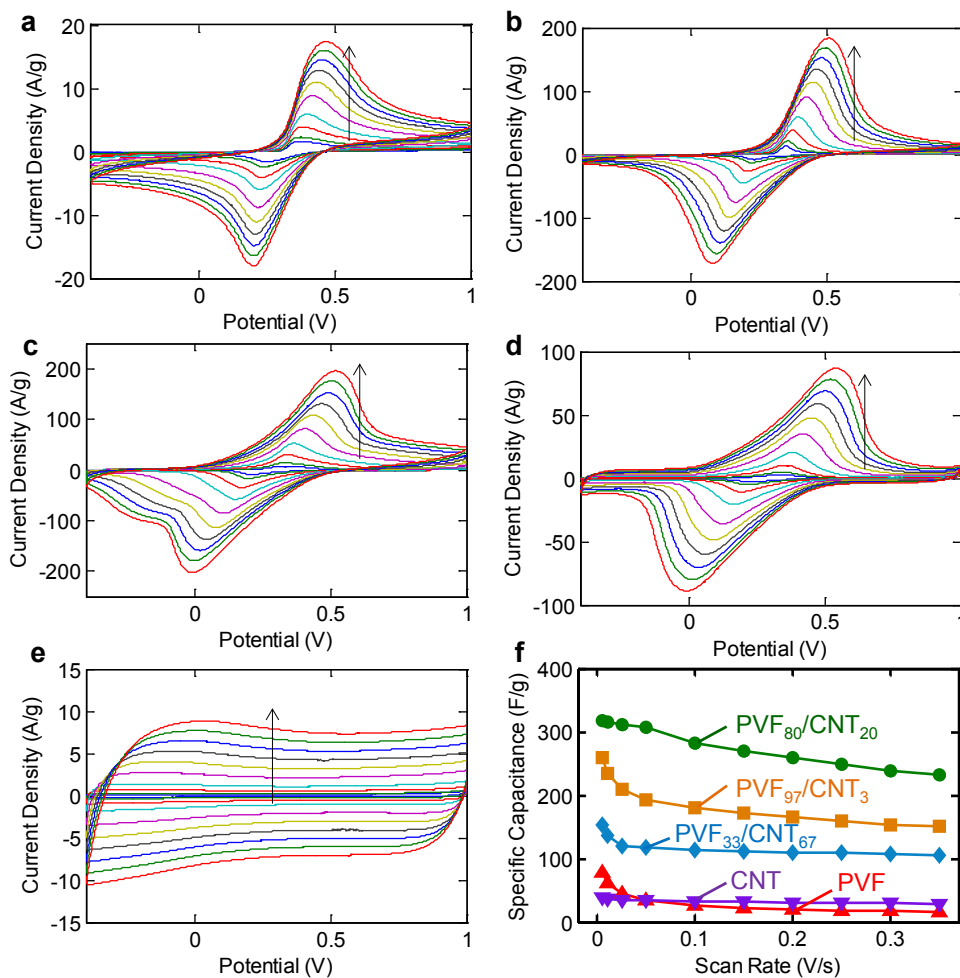 a
Current Density (A/g)
20
10
0
-10
20
0
0.5
1
Potential (V)
b
Current Density (A/g)
200
100
0
-100
200
0
0.5
1
Potential (V)
c
Current Density (A/g)
200
100
0
-100
-200
0
0.5
1
Potential (V)
d
Current Density (A/g)
100
50
0
-50
-100
0
0.5
1
Potential (V)
e
Current Density (A/g)
15
10
5
0
-5
-10
-15
0
0.5
1
Potential (V)
f
Specific Capacitance (F/g)
400
300
200
100
0
PVF80/CNT20
PVF97/CNT3
PVF33/CNT67
CNT
PVF
0
0.1
0.2
0.3
Scan Rate (V/s)